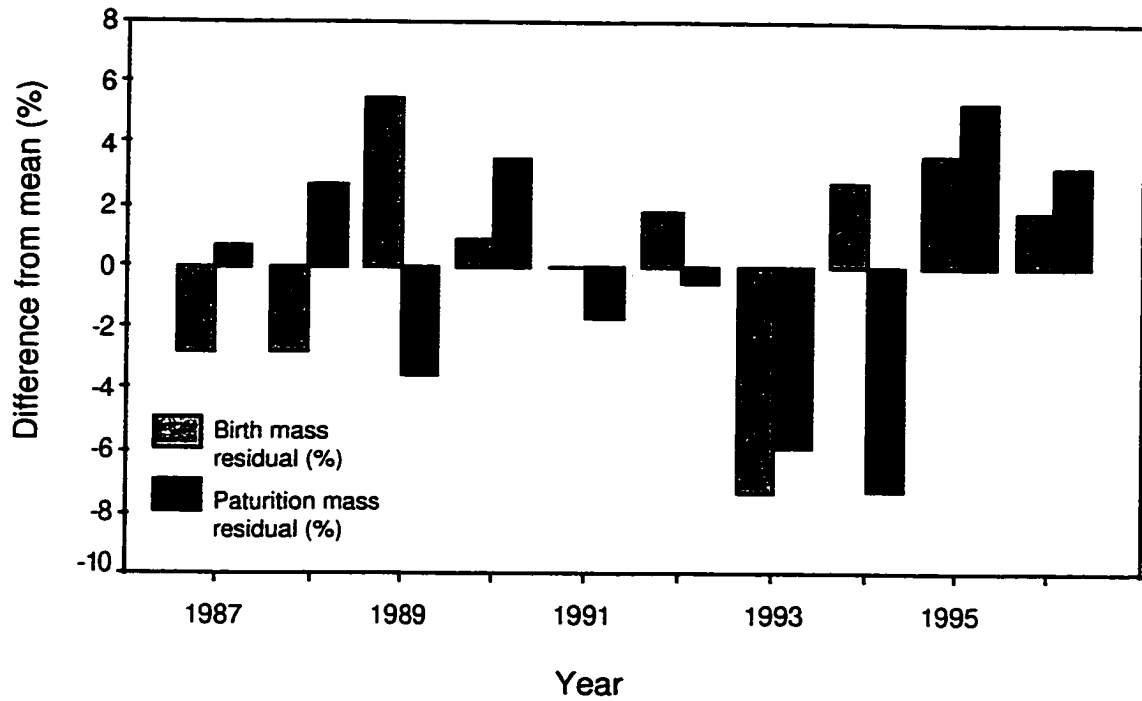 Difference from mean (%)
8
6
4
2
0
-2
-4
-6
-8
-10
Birth mass
residual (%)
Paturition mass
residual (%)
1987
1989
1991
1993
1995
Year